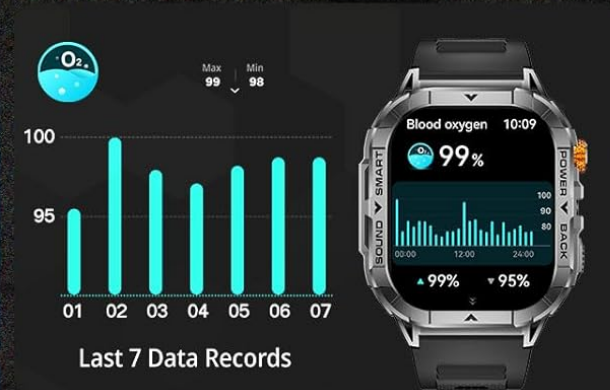 O2
Max Min
99 98
100
95
01 02 03 04 05 06 07
Last 7 Data Records
Blood oxygen 10:09
99%
100
90
80
00:00 12:00 24:00
99% 95%
SMART
SOUND
POWER
BACK